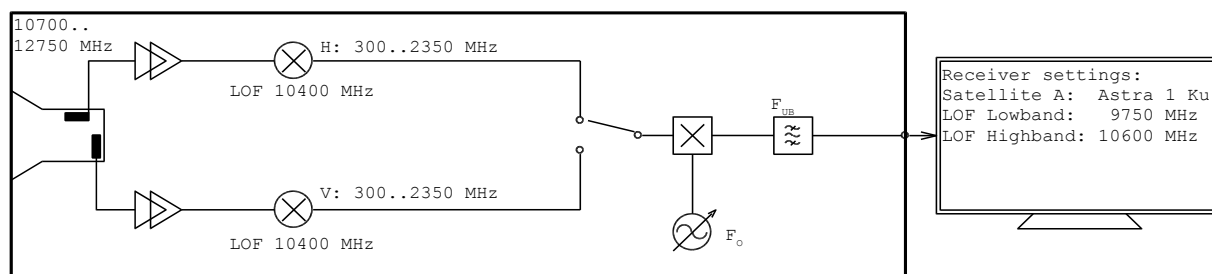 10700..
12750 MHz
H: 300..2350 MHz
LOF 10400 MHz
F_UB
Receiver settings:
Satellite A:  Astra 1 Ku
LOF Lowband:   9750 MHz
LOF Highband: 10600 MHz
V: 300..2350 MHz
LOF 10400 MHz
F_O